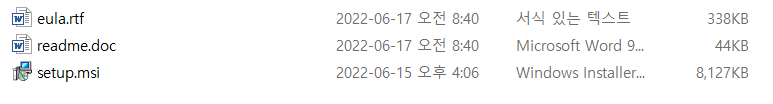 eula.rtf 2022-06-17 오전 8:40 서식 있는 텍스트 338KB
readme.doc 2022-06-17 오전 8:40 Microsoft Word 9... 44KB
setup.msi 2022-06-15 오후 4:06 Windows Installer... 8,127KB